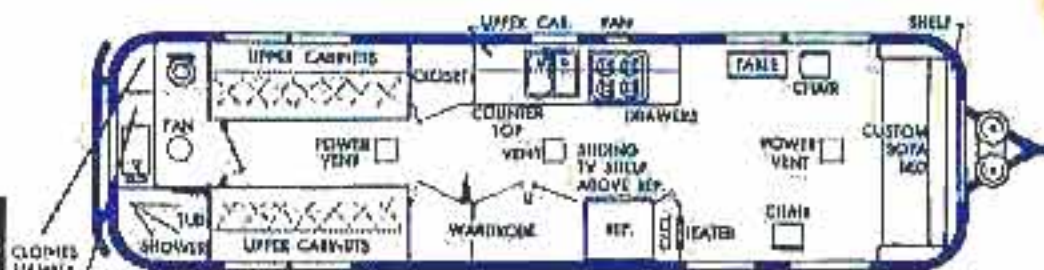 UPPER CAB.
FAN
SHELF
UPPER CABINETS
CLOSET
TABLE
CHAIR
FAN
COUNTER
TOP
DRAWERS
POWER
VENT
VENT
SLIDING
TV SHELF
ABOVE REF.
POWER
VENT
CUSTOM
SOFA
BED
TUB
SHOWER
UPPER CABINETS
WARDROBE
REF.
HEATER
CHAIR
CLOTHES
HAMPER